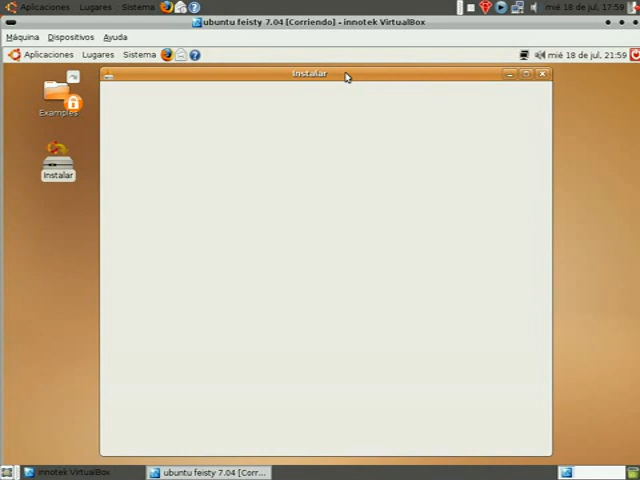 Aplicaciones Lugares Sistema mié 18 de jul, 17:59
ubuntu feisty 7.04 [Corriendo] - innotek VirtualBox
Máquina Dispositivos Ayuda
Aplicaciones Lugares Sistema mié 18 de jul, 21:59
Instalar
Examples
Instalar
innotek VirtualBox ubuntu feisty 7.04 [Corr...